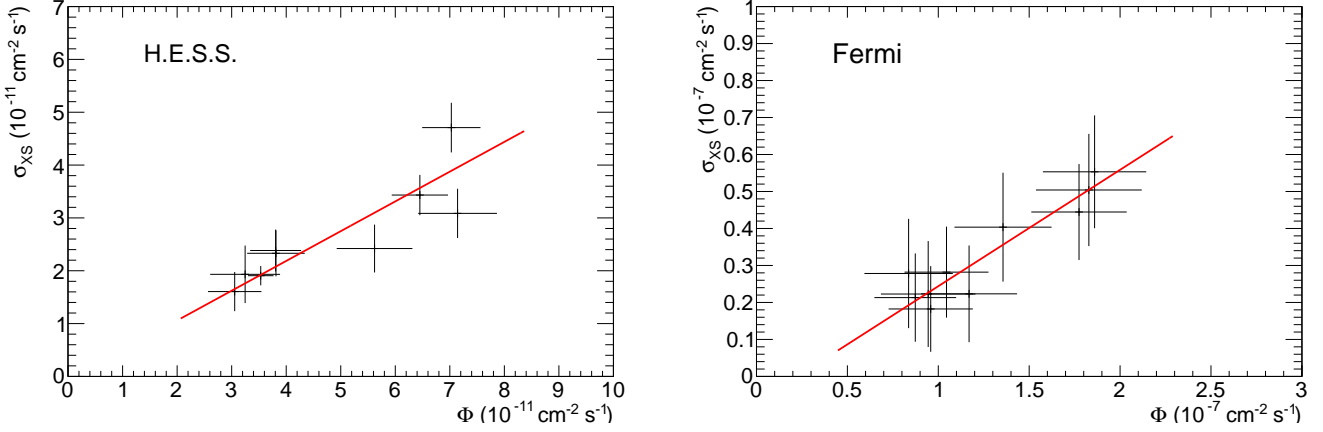 H.E.S.S.
σXS (10-11 cm-2 s-1)
7
6
5
4
3
2
1
0
0 1 2 3 4 5 6 7 8 9 10
Φ (10-11 cm-2 s-1)
Fermi
σXS (10-7 cm-2 s-1)
1
0.9
0.8
0.7
0.6
0.5
0.4
0.3
0.2
0.1
0
0 0.5 1 1.5 2 2.5 3
Φ (10-7 cm-2 s-1)